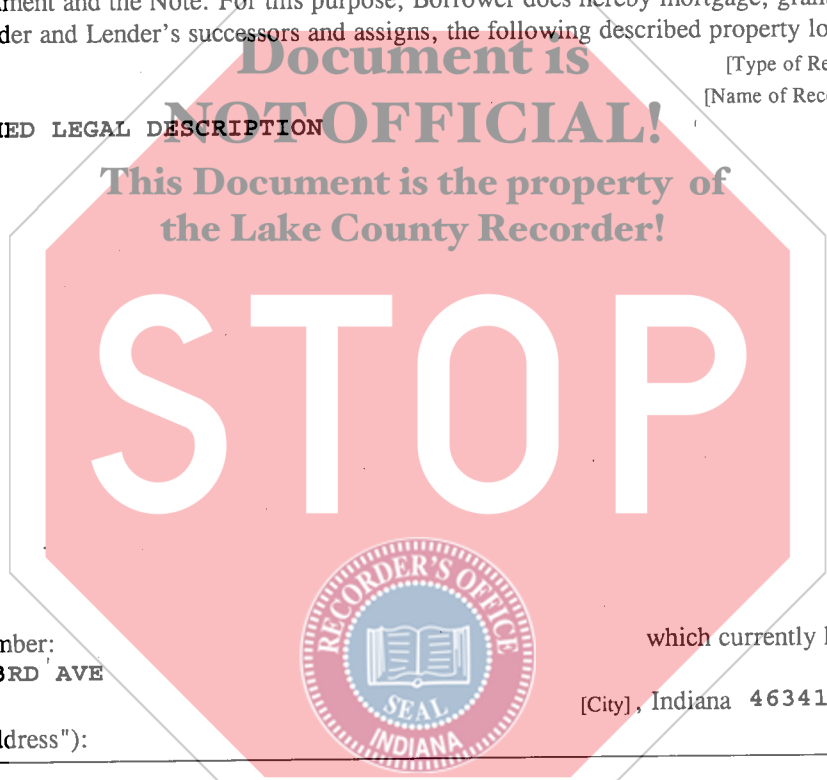 ment and the Note. For this purpose, Borrower does hereby mortgage, gran
der and Lender's successors and assigns, the following described property lo
Document is
[Type of Re
[Name of Reco
NOT OFFICIAL!
IED LEGAL DESCRIPTION
This Document is the property of
the Lake County Recorder!
STOP
RECORDER'S OFFICE
SEAL
INDIANA
mber:
which currently
3RD AVE
[City], Indiana 46341
ddress"):